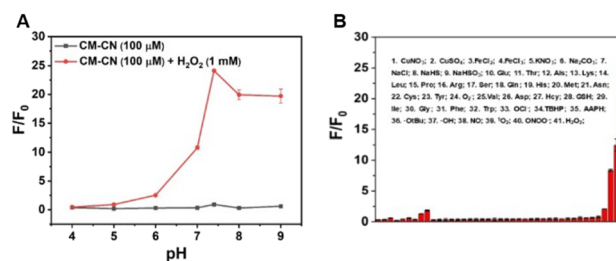 A
CM-CN (100 μM)
CM-CN (100 μM) + H₂O₂ (1 mM)
F/F₀
30
25
20
15
10
5
0
4 5 6 7 8 9
pH
B
F/F₀
30
25
20
15
10
5
0
1. CuNO₃; 2. CuSO₄; 3.FeCl₂; 4.FeCl₃; 5.KNO₃; 6. Na₂CO₃; 7.
NaCl; 8. NaHS; 9. NaHSO₃; 10. Glu; 11. Thr; 12. Ala; 13. Lys; 14.
Leu; 15. Pro; 16. Arg; 17. Ser; 18. Gln; 19. His; 20. Met; 21. Asn;
22. Cys; 23. Tyr; 24. O₂⁻; 25.Val; 26. Asp; 27. Hcy; 28. GSH; 29.
Ile; 30. Gly; 31. Phe; 32. Trp; 33. OCl⁻; 34.TBHP; 35. AAPH;
36. ·OtBu; 37. ·OH; 38. NO; 39. ¹O₂; 40. ONOO⁻; 41. H₂O₂;